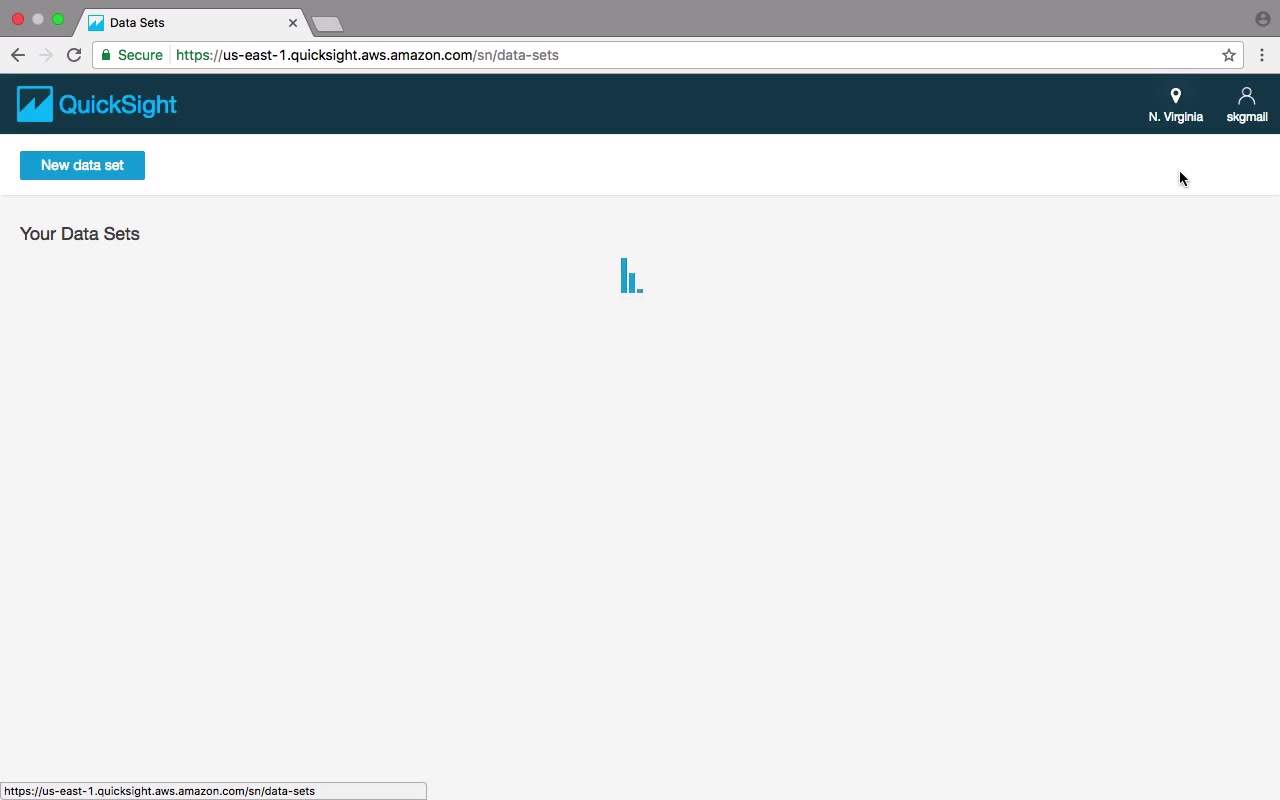 Data Sets
Secure https://us-east-1.quicksight.aws.amazon.com/sn/data-sets
QuickSight
N. Virginia
skgmail
New data set
Your Data Sets
https://us-east-1.quicksight.aws.amazon.com/sn/data-sets